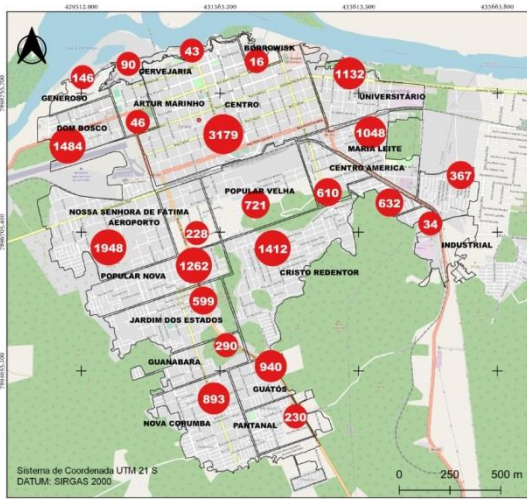 429512.900 431563.200 433613.500 435663.800
43
BORROWISK
16
90
CERVEJARIA
146
1132
GENEROSO
ARTUR MARINHO
CENTRO
UNIVERSITÁRIO
46
DOM BOSCO
1484
3179
1048
MARIA LEITE
CENTRO AMERICA
367
POPULAR VELHA
610
632
721
NOSSA SENHORA DE FÁTIMA
AEROPORTO
228
34
1948
1412
INDUSTRIAL
1262
POPULAR NOVA
CRISTO REDENTOR
599
JARDIM DOS ESTADOS
290
GUANABARA
940
GUATÓS
893
230
NOVA CORUMBA
PANTANAL
Sistema de Coordenada UTM 21 S
DATUM: SIRGAS 2000
0 250 500 m